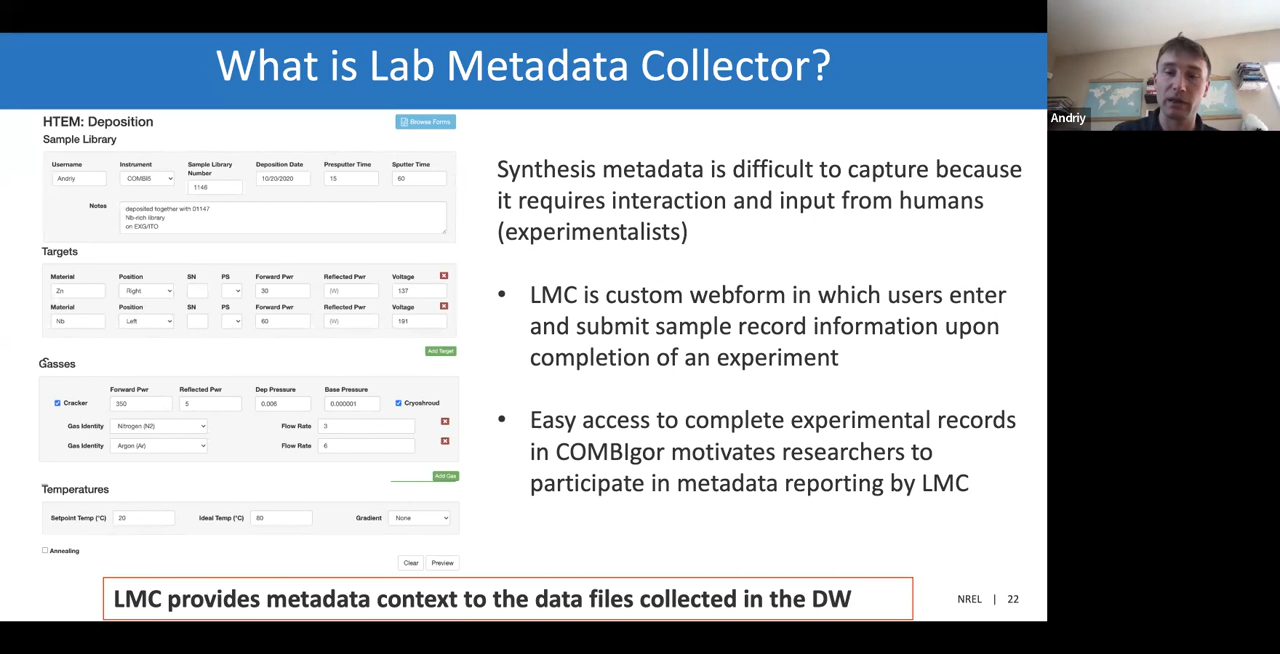 What is Lab Metadata Collector?
Andriy
HTEM: Deposition
Browse Forms
Sample Library
Username
Instrument
Sample Library Number
Deposition Date
Presputter Time
Sputter Time
Andriy
COMBI5
1146
10/20/2020
15
60
Notes
deposited together with 01147
Nb-rich library
on EXG/ITO
Targets
Material Position SN PS Forward Pwr Reflected Pwr Voltage
Zn Right 30 (W) 137
Material Position SN PS Forward Pwr Reflected Pwr Voltage
Nb Left 60 (W) 191
Add Target
Gasses
Forward Pwr Reflected Pwr Dep Pressure Base Pressure
Cracker 350 5 0.006 0.000001 Cryoshroud
Gas Identity Nitrogen (N2) Flow Rate 3
Gas Identity Argon (Ar) Flow Rate 6
Add Gas
Temperatures
Setpoint Temp (°C) 20 Ideal Temp (°C) 80 Gradient None
Annealing
Clear Preview
Synthesis metadata is difficult to capture because
it requires interaction and input from humans
(experimentalists)
• LMC is custom webform in which users enter
and submit sample record information upon
completion of an experiment
• Easy access to complete experimental records
in COMBIgor motivates researchers to
participate in metadata reporting by LMC
LMC provides metadata context to the data files collected in the DW
NREL | 22